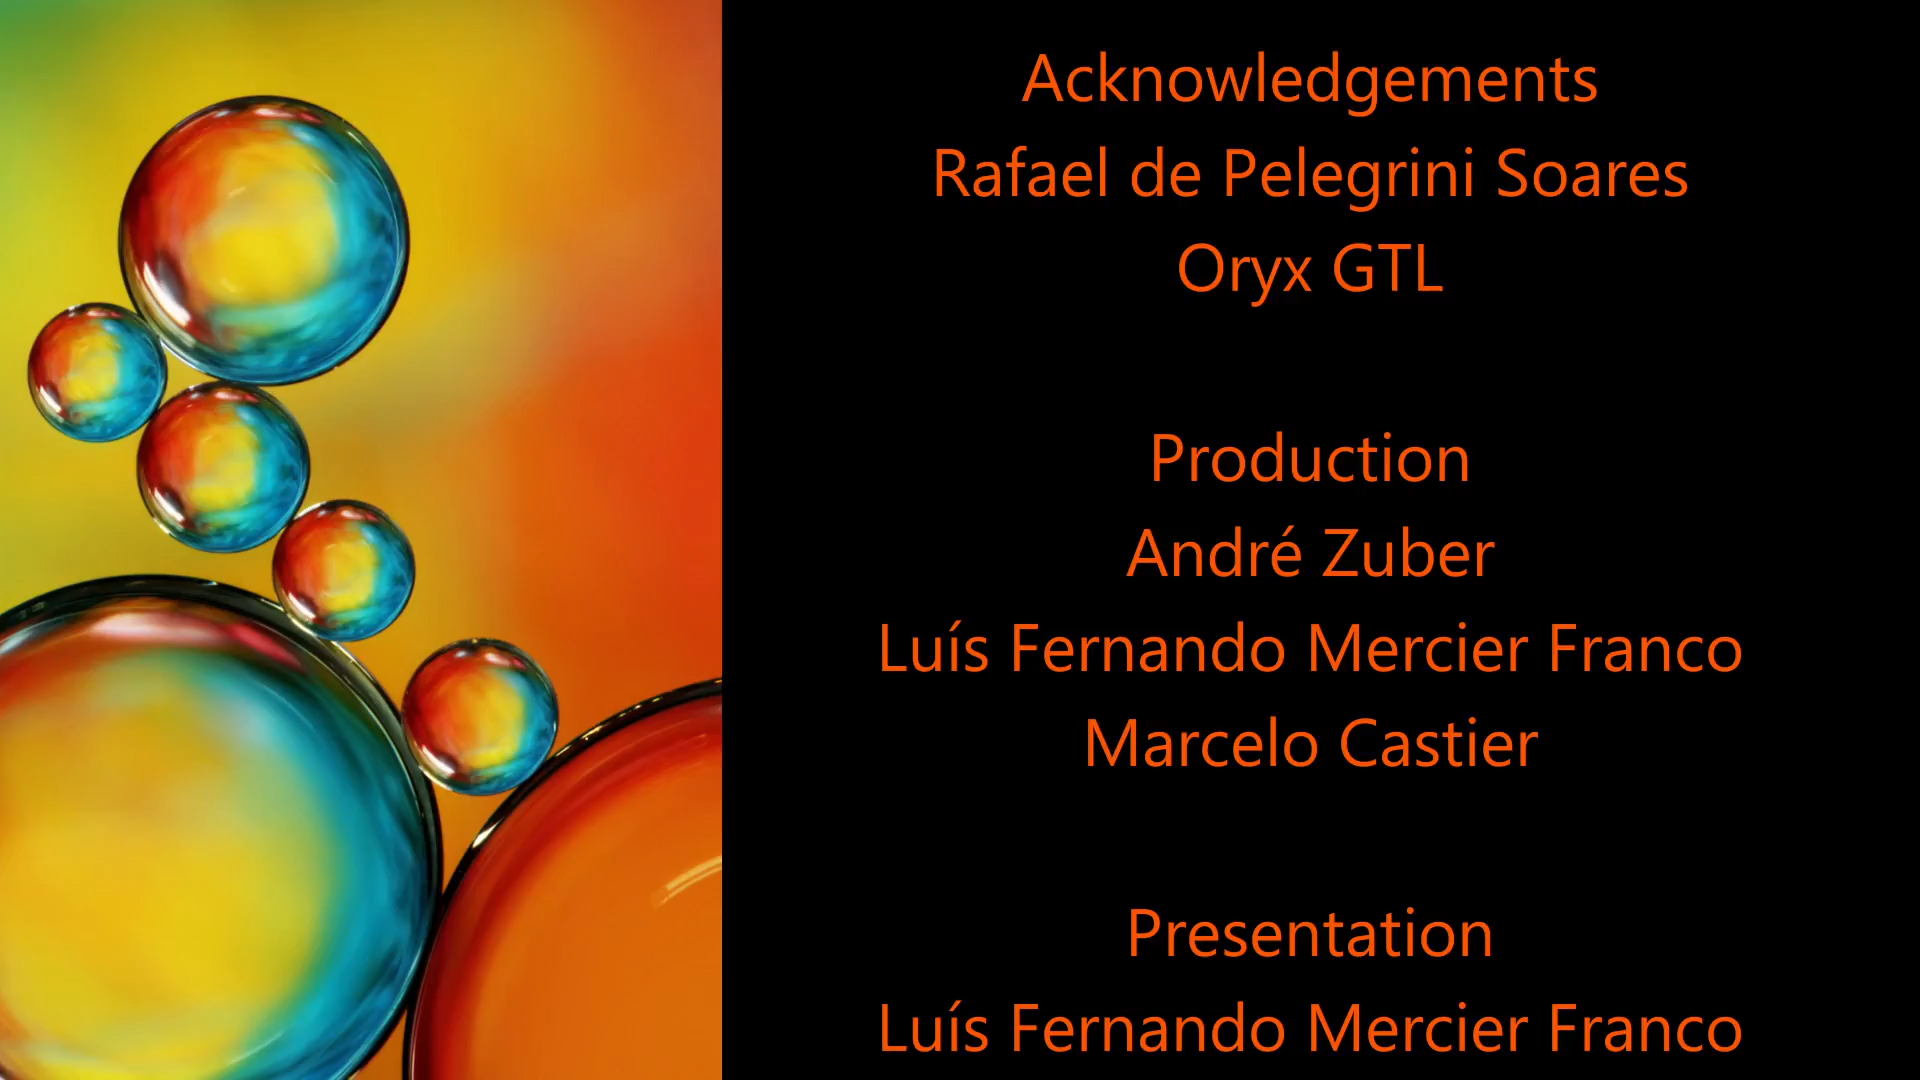 Acknowledgements
Rafael de Pelegrini Soares
Oryx GTL
Production
André Zuber
Luís Fernando Mercier Franco
Marcelo Castier
Presentation
Luís Fernando Mercier Franco